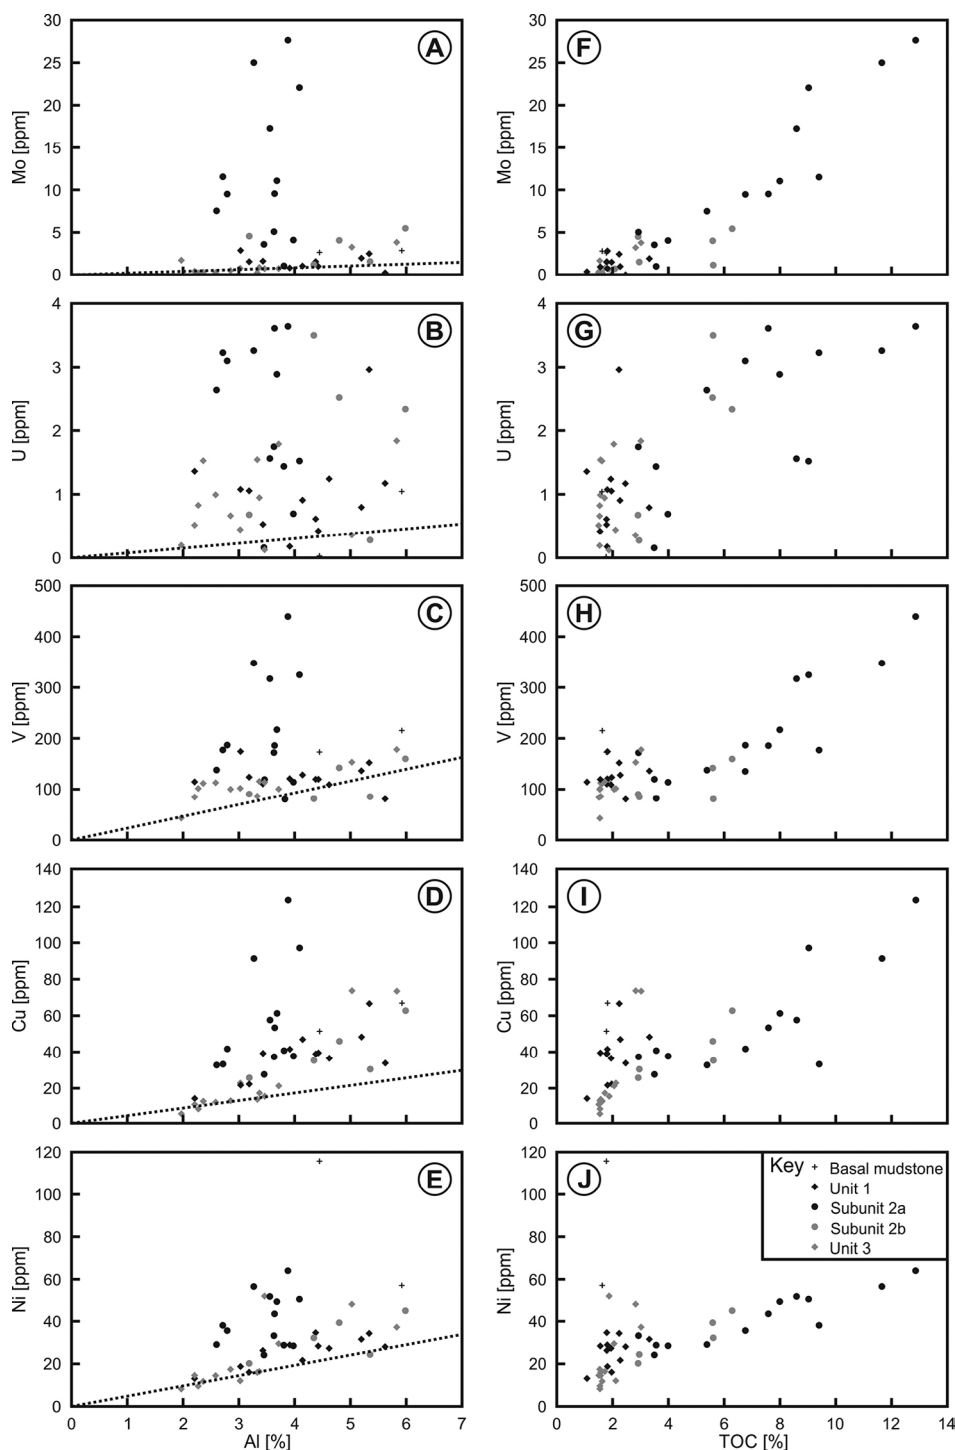 30
25
20
15
10
5
0
Mo [ppm]
A
30
25
20
15
10
5
0
Mo [ppm]
F
4
3
2
1
0
U [ppm]
B
4
3
2
1
0
U [ppm]
G
500
400
300
200
100
0
V [ppm]
C
500
400
300
200
100
0
V [ppm]
H
140
120
100
80
60
40
20
0
Cu [ppm]
D
140
120
100
80
60
40
20
0
Cu [ppm]
I
120
100
80
60
40
20
0
Ni [ppm]
E
120
100
80
60
40
20
0
Ni [ppm]
J
Key
Basal mudstone
Unit 1
Subunit 2a
Subunit 2b
Unit 3
0 1 2 3 4 5 6 7
Al [%]
0 2 4 6 8 10 12 14
TOC [%]